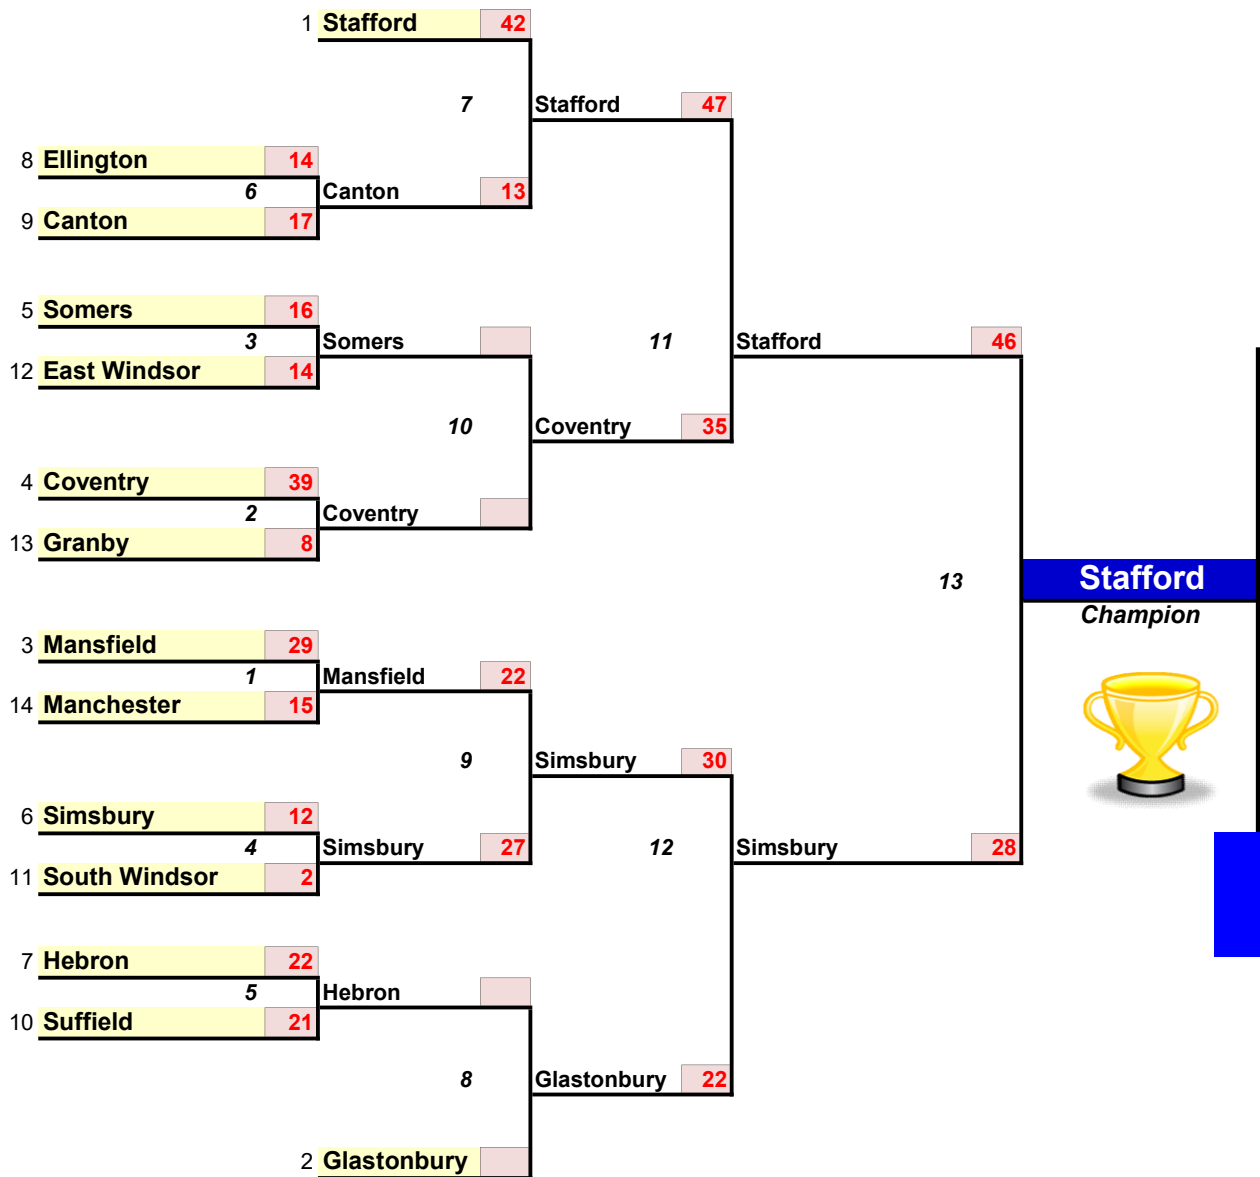 1 Stafford 42
7 Stafford 47
8 Ellington 14
6 Canton 13
9 Canton 17
5 Somers 16
3 Somers 11 Stafford 46
12 East Windsor 14
10 Coventry 35
4 Coventry 39
2 Coventry
13 Granby 8
13 Stafford
Champion
3 Mansfield 29
1 Mansfield 22
14 Manchester 15
9 Simsbury 30
6 Simsbury 12
4 Simsbury 27 12 Simsbury 28
11 South Windsor 2
7 Hebron 22
5 Hebron
10 Suffield 21
8 Glastonbury 22
2 Glastonbury